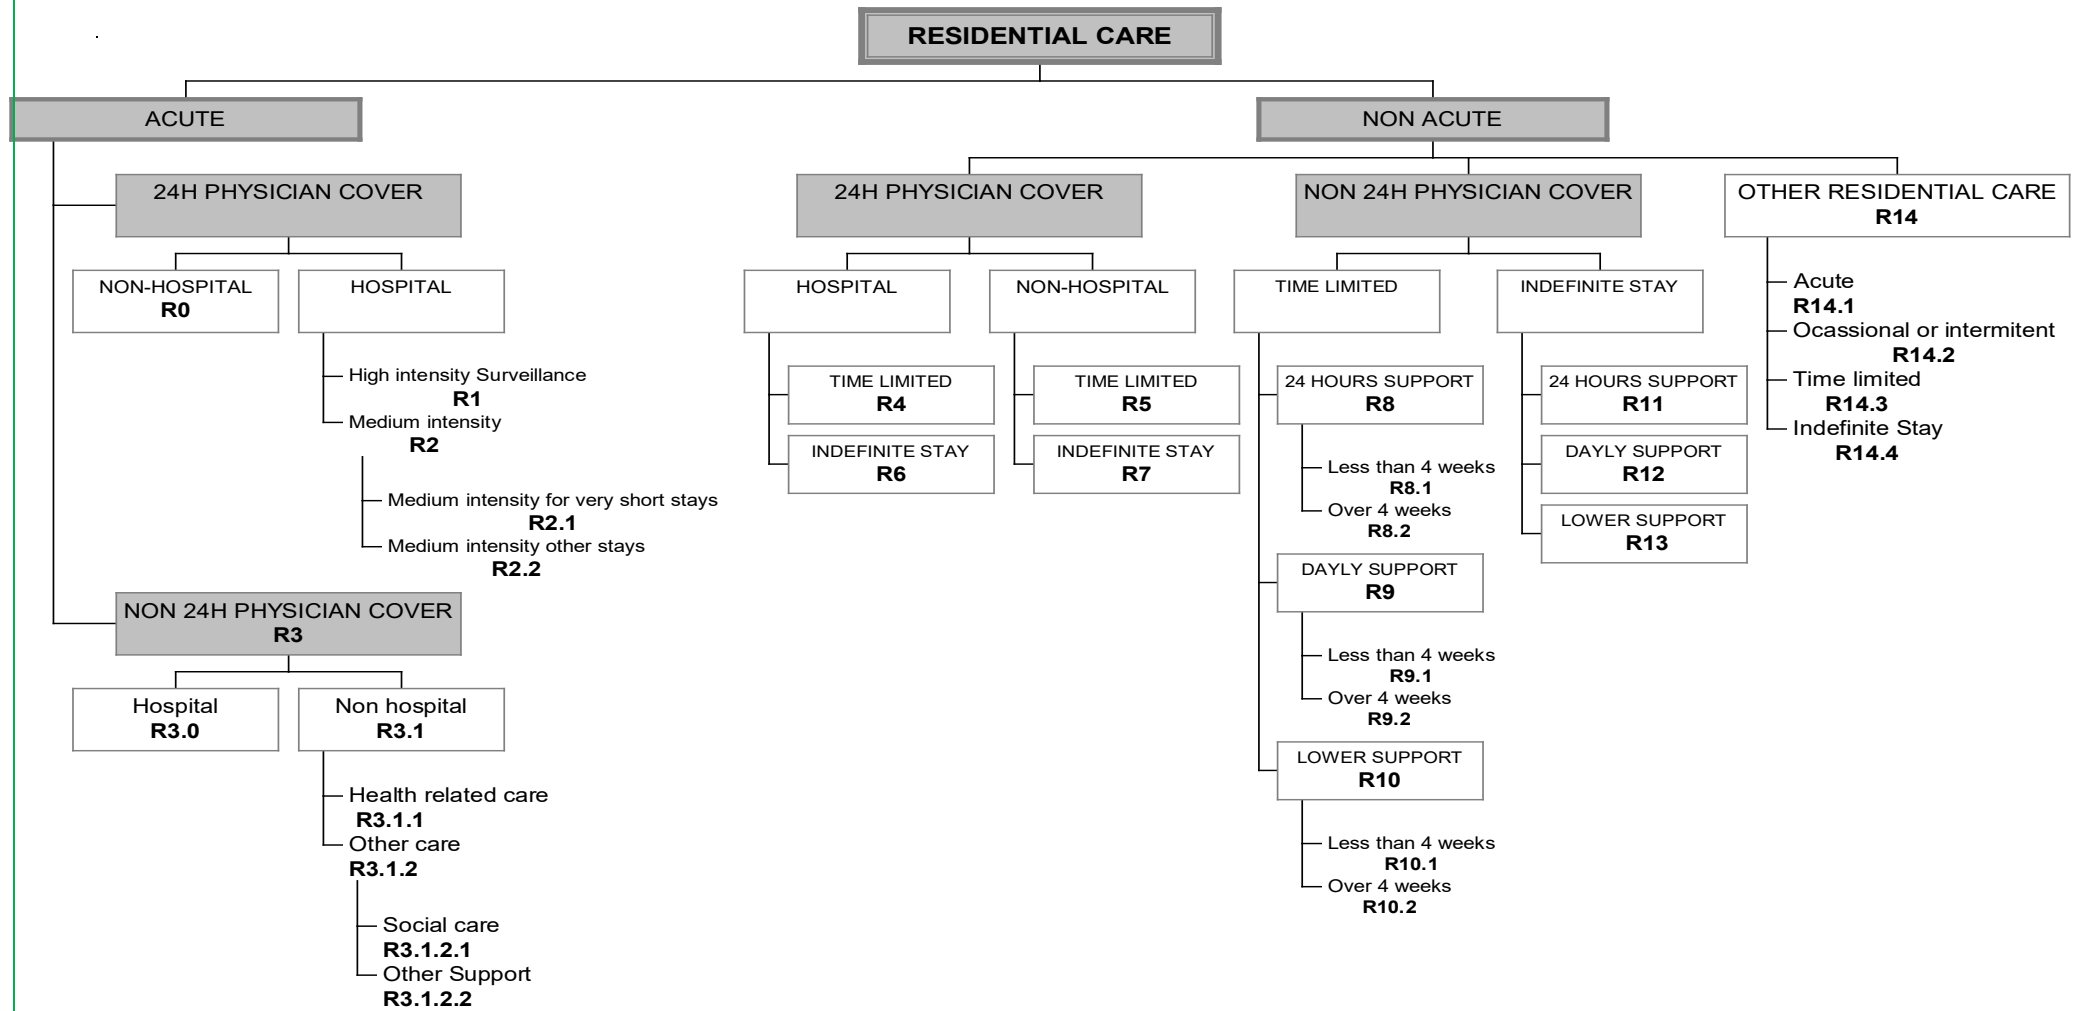 RESIDENTIAL CARE
ACUTE
24H PHYSICIAN COVER
NON-HOSPITAL
R0
HOSPITAL
High intensity Surveillance
R1
Medium intensity
R2
Medium intensity for very short stays
R2.1
Medium intensity other stays
R2.2
NON 24H PHYSICIAN COVER
R3
Hospital
R3.0
Non hospital
R3.1
Health related care
R3.1.1
Other care
R3.1.2
Social care
R3.1.2.1
Other Support
R3.1.2.2
NON ACUTE
24H PHYSICIAN COVER
HOSPITAL
TIME LIMITED
R4
INDEFINITE STAY
R6
NON-HOSPITAL
TIME LIMITED
R5
INDEFINITE STAY
R7
NON 24H PHYSICIAN COVER
TIME LIMITED
24 HOURS SUPPORT
R8
Less than 4 weeks
R8.1
Over 4 weeks
R8.2
DAYLY SUPPORT
R9
Less than 4 weeks
R9.1
Over 4 weeks
R9.2
LOWER SUPPORT
R10
Less than 4 weeks
R10.1
Over 4 weeks
R10.2
INDEFINITE STAY
24 HOURS SUPPORT
R11
DAYLY SUPPORT
R12
LOWER SUPPORT
R13
OTHER RESIDENTIAL CARE
R14
Acute
R14.1
Ocassional or intermitent
R14.2
Time limited
R14.3
Indefinite Stay
R14.4